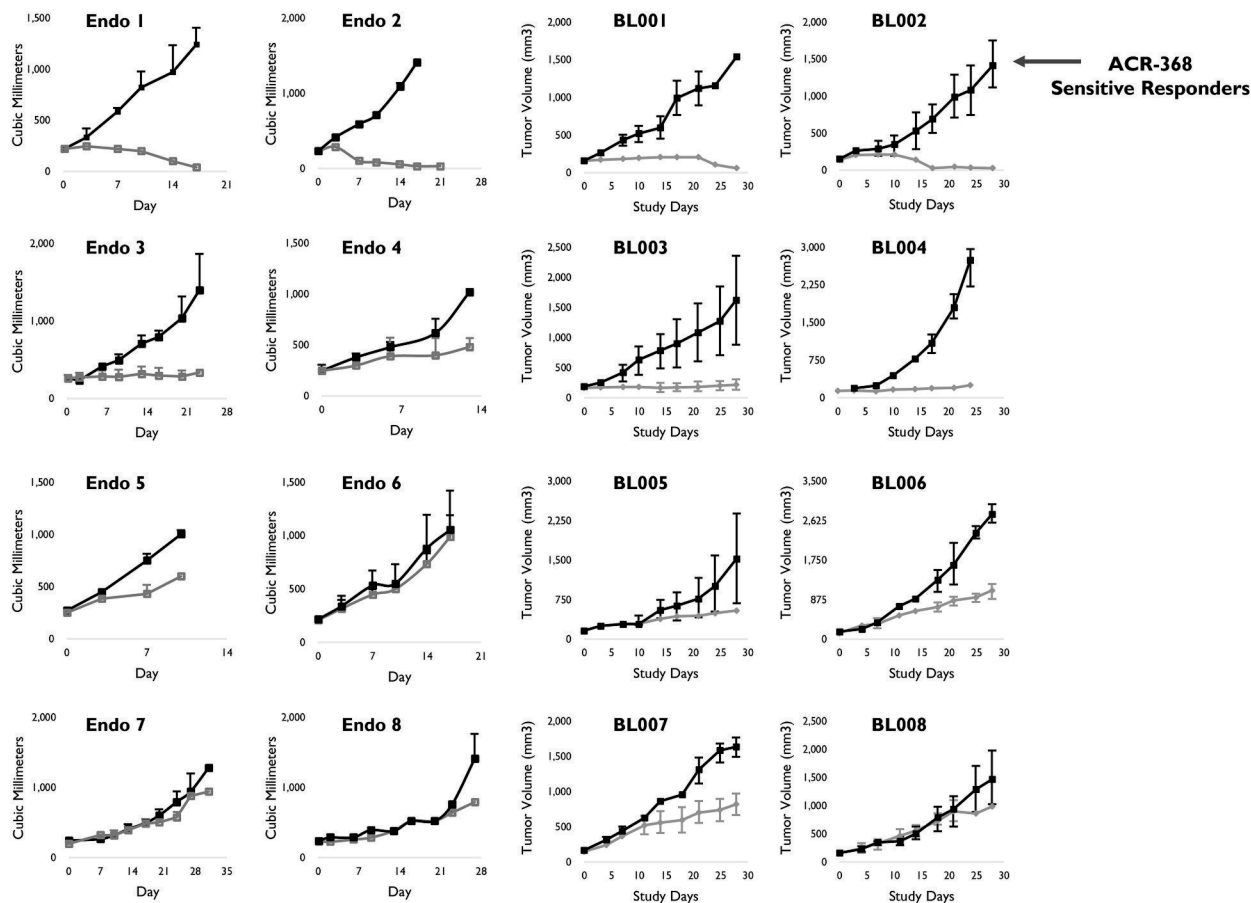 Endo 1
Cubic Millimeters
1,500
1,000
500
0
0 7 14 21
Day
Endo 2
Cubic Millimeters
2,000
1,000
0
0 7 14 21 28
Day
BL001
Tumor Volume (mm3)
2,000
1,500
1,000
500
0
0 5 10 15 20 25 30
Study Days
BL002
Tumor Volume (mm3)
2,000
1,500
1,000
500
0
0 5 10 15 20 25 30
Study Days
ACR-368
Sensitive Responders
Endo 3
Cubic Millimeters
2,000
1,000
0
0 7 14 21 28
Day
Endo 4
Cubic Millimeters
1,500
1,000
500
0
0 7 14
Day
BL003
Tumor Volume (mm3)
2,500
2,000
1,500
1,000
500
0
0 5 10 15 20 25 30
Study Days
BL004
Tumor Volume (mm3)
3,000
2,250
1,500
750
0
0 5 10 15 20 25 30
Study Days
Endo 5
Cubic Millimeters
1,500
1,000
500
0
0 7 14
Day
Endo 6
Cubic Millimeters
1,500
1,000
500
0
0 7 14 21
Day
BL005
Tumor Volume (mm3)
3,000
2,250
1,500
750
0
0 5 10 15 20 25 30
Study Days
BL006
Tumor Volume (mm3)
3,500
2,625
1,750
875
0
0 5 10 15 20 25 30
Study Days
Endo 7
Cubic Millimeters
2,000
1,000
0
0 7 14 21 28 35
Day
Endo 8
Cubic Millimeters
2,000
1,000
0
0 7 14 21 28
Day
BL007
Tumor Volume (mm3)
2,000
1,500
1,000
500
0
0 5 10 15 20 25 30
Study Days
BL008
Tumor Volume (mm3)
2,500
2,000
1,500
1,000
500
0
0 5 10 15 20 25 30
Study Days